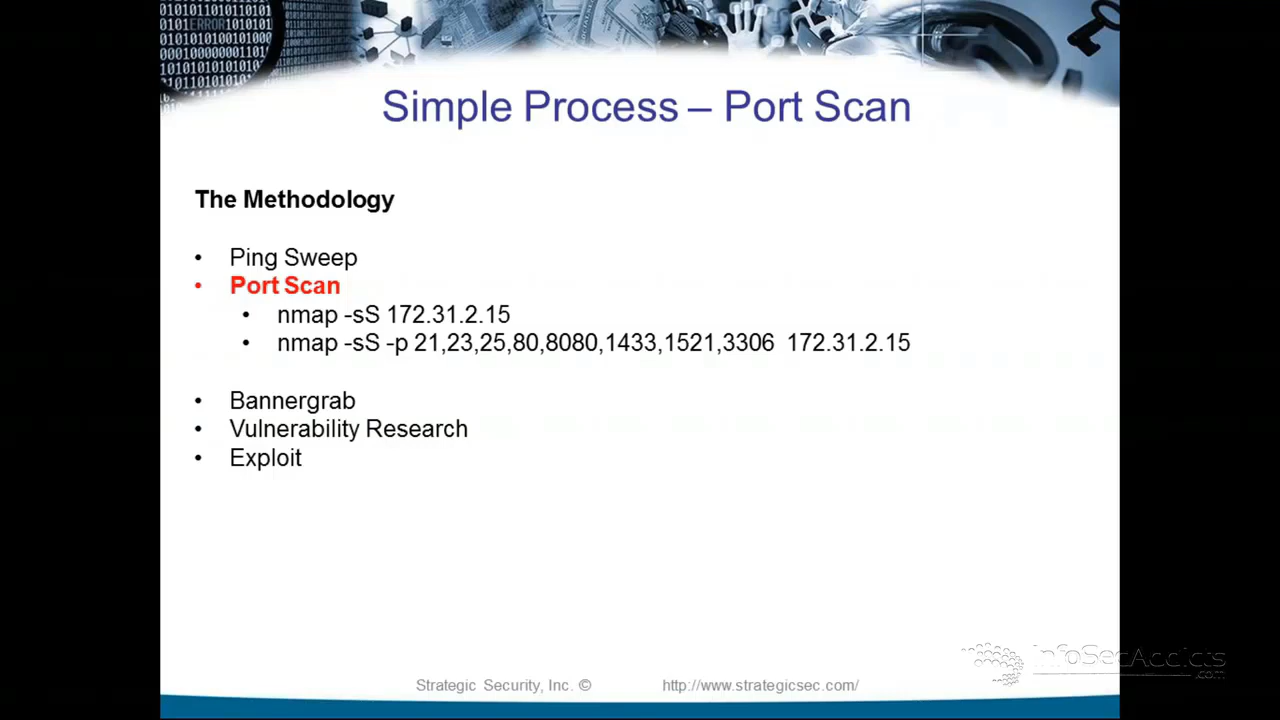 Simple Process – Port Scan
The Methodology
• Ping Sweep
• Port Scan
• nmap -sS 172.31.2.15
• nmap -sS -p 21,23,25,80,8080,1433,1521,3306 172.31.2.15
• Bannergrab
• Vulnerability Research
• Exploit
InfoSecAddicts
.com
Strategic Security, Inc. © http://www.strategicsec.com/